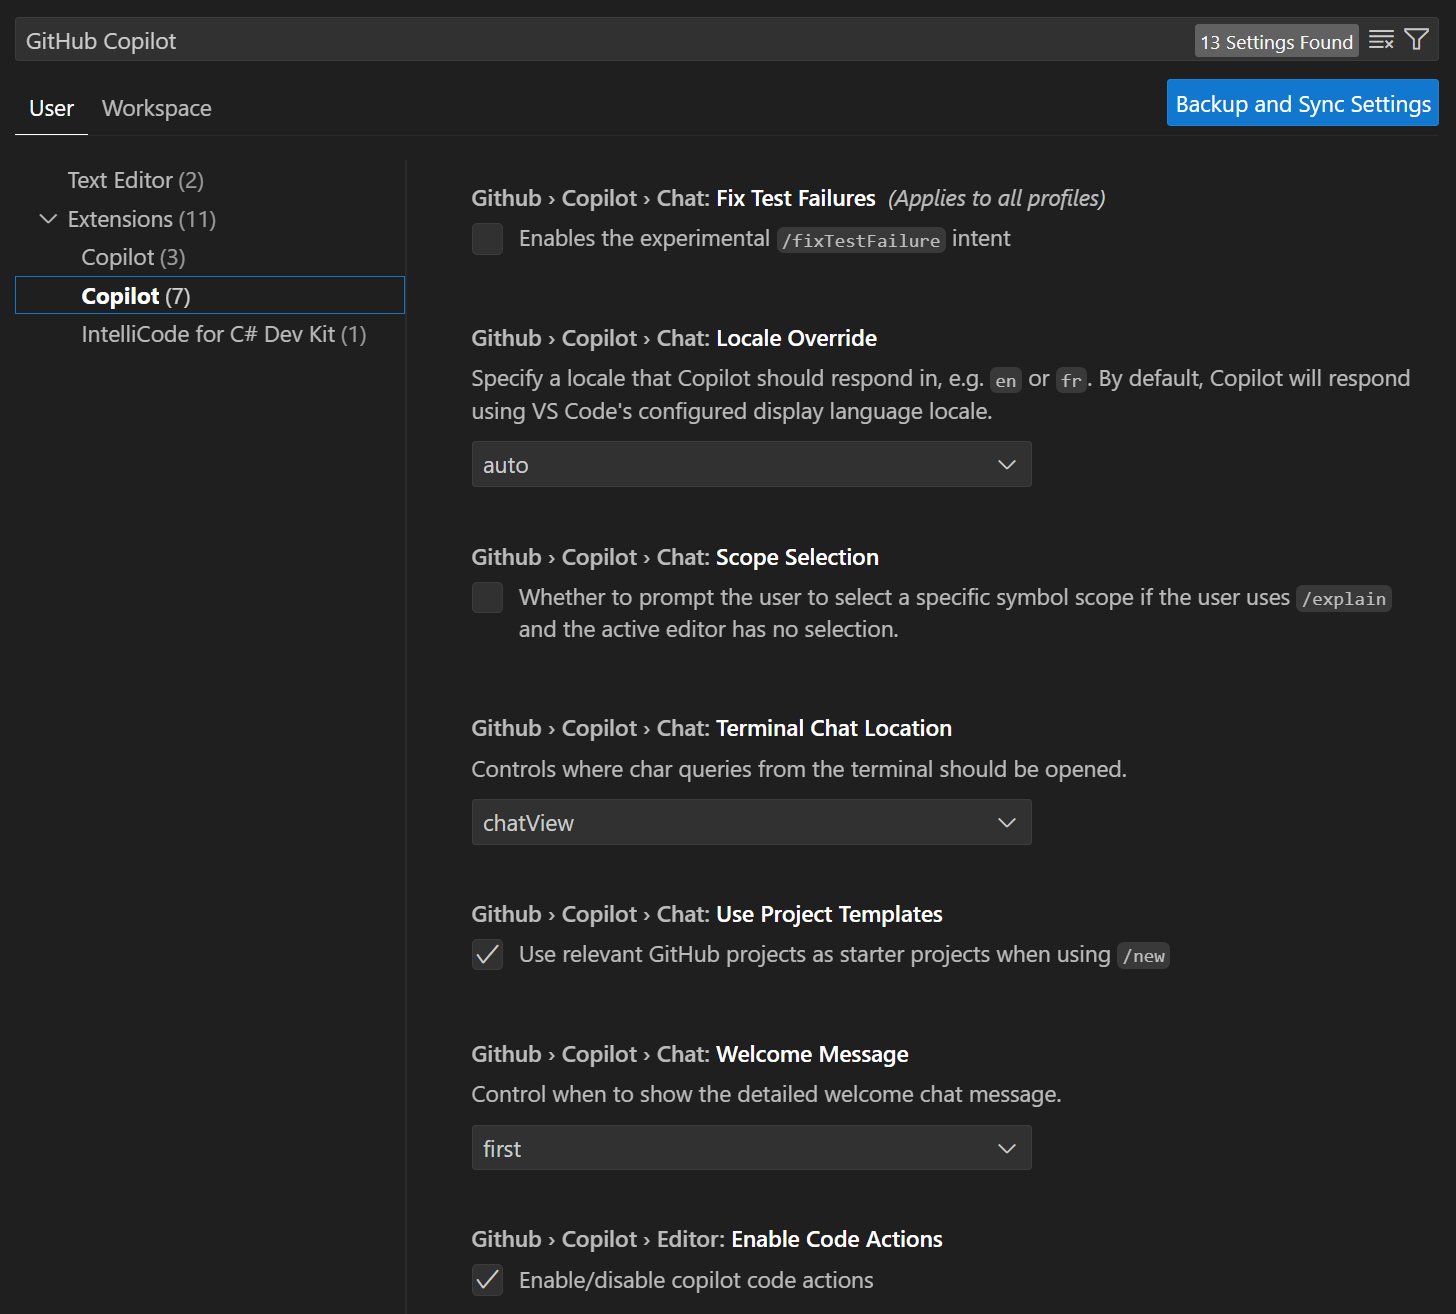 GitHub Copilot
13 Settings Found
User Workspace
Backup and Sync Settings
Text Editor (2)
Extensions (11)
Copilot (3)
Copilot (7)
IntelliCode for C# Dev Kit (1)
Github › Copilot › Chat: Fix Test Failures (Applies to all profiles)
Enables the experimental /fixTestFailure intent
Github › Copilot › Chat: Locale Override
Specify a locale that Copilot should respond in, e.g. en or fr. By default, Copilot will respond
using VS Code's configured display language locale.
auto
Github › Copilot › Chat: Scope Selection
Whether to prompt the user to select a specific symbol scope if the user uses /explain
and the active editor has no selection.
Github › Copilot › Chat: Terminal Chat Location
Controls where char queries from the terminal should be opened.
chatView
Github › Copilot › Chat: Use Project Templates
Use relevant GitHub projects as starter projects when using /new
Github › Copilot › Chat: Welcome Message
Control when to show the detailed welcome chat message.
first
Github › Copilot › Editor: Enable Code Actions
Enable/disable copilot code actions